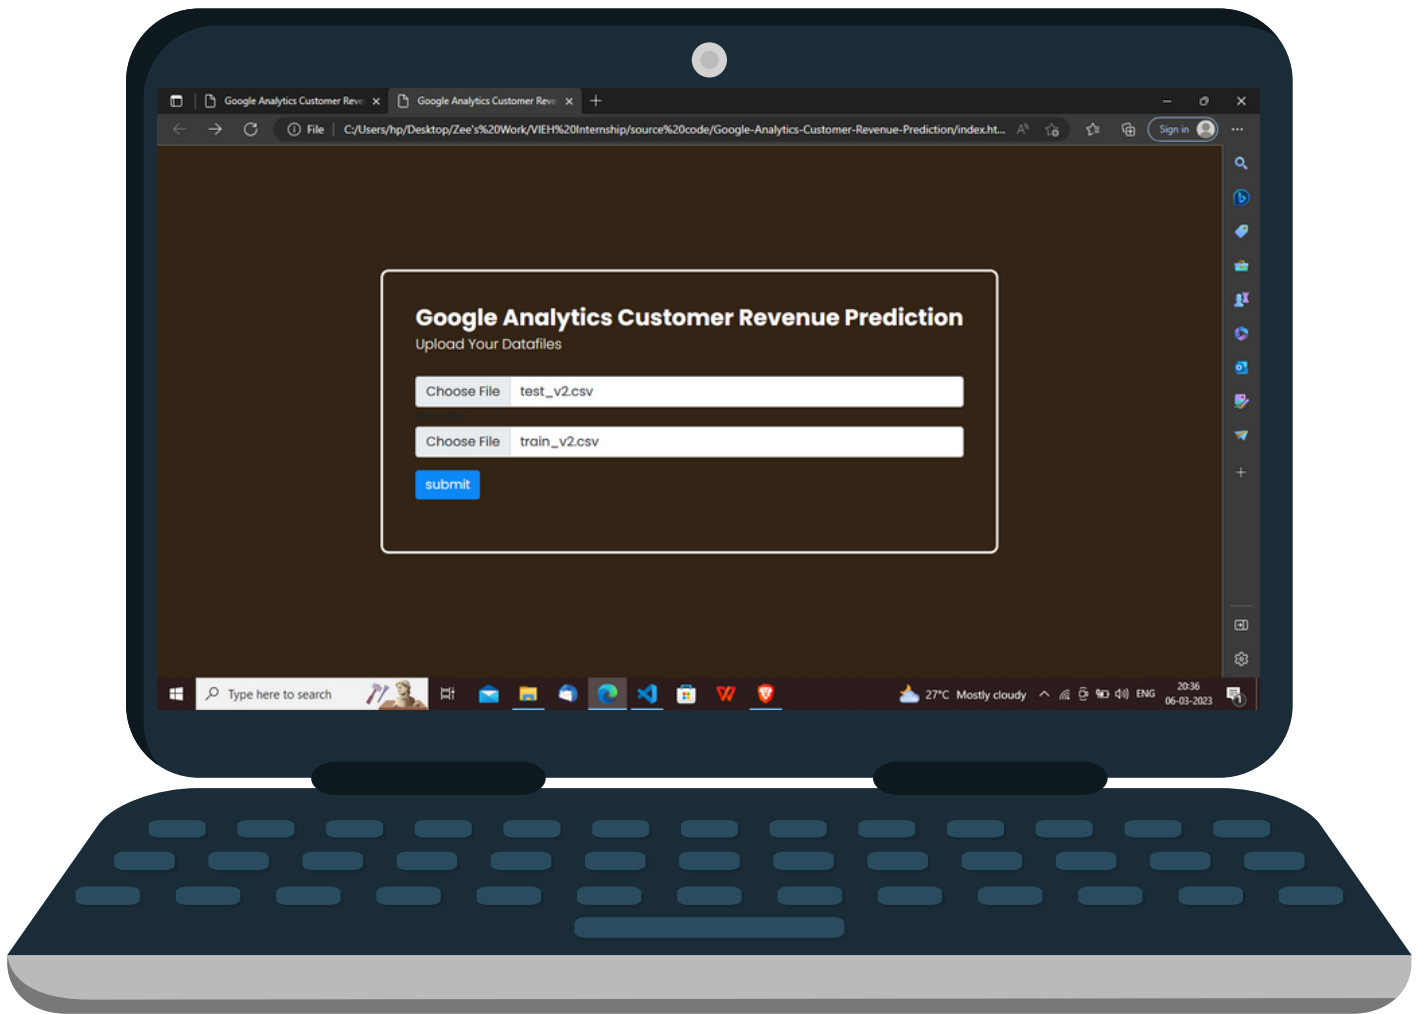 Google Analytics Customer Reve
Google Analytics Customer Reve
File
C:/Users/hp/Desktop/Zee's%20Work/VIEH%20Internship/source%20code/Google-Analytics-Customer-Revenue-Prediction/index.ht...
Sign in
Google Analytics Customer Revenue Prediction
Upload Your Datafiles
Choose File test_v2.csv
Choose File train_v2.csv
submit
Type here to search
27°C Mostly cloudy
ENG
20:36
06-03-2023
1